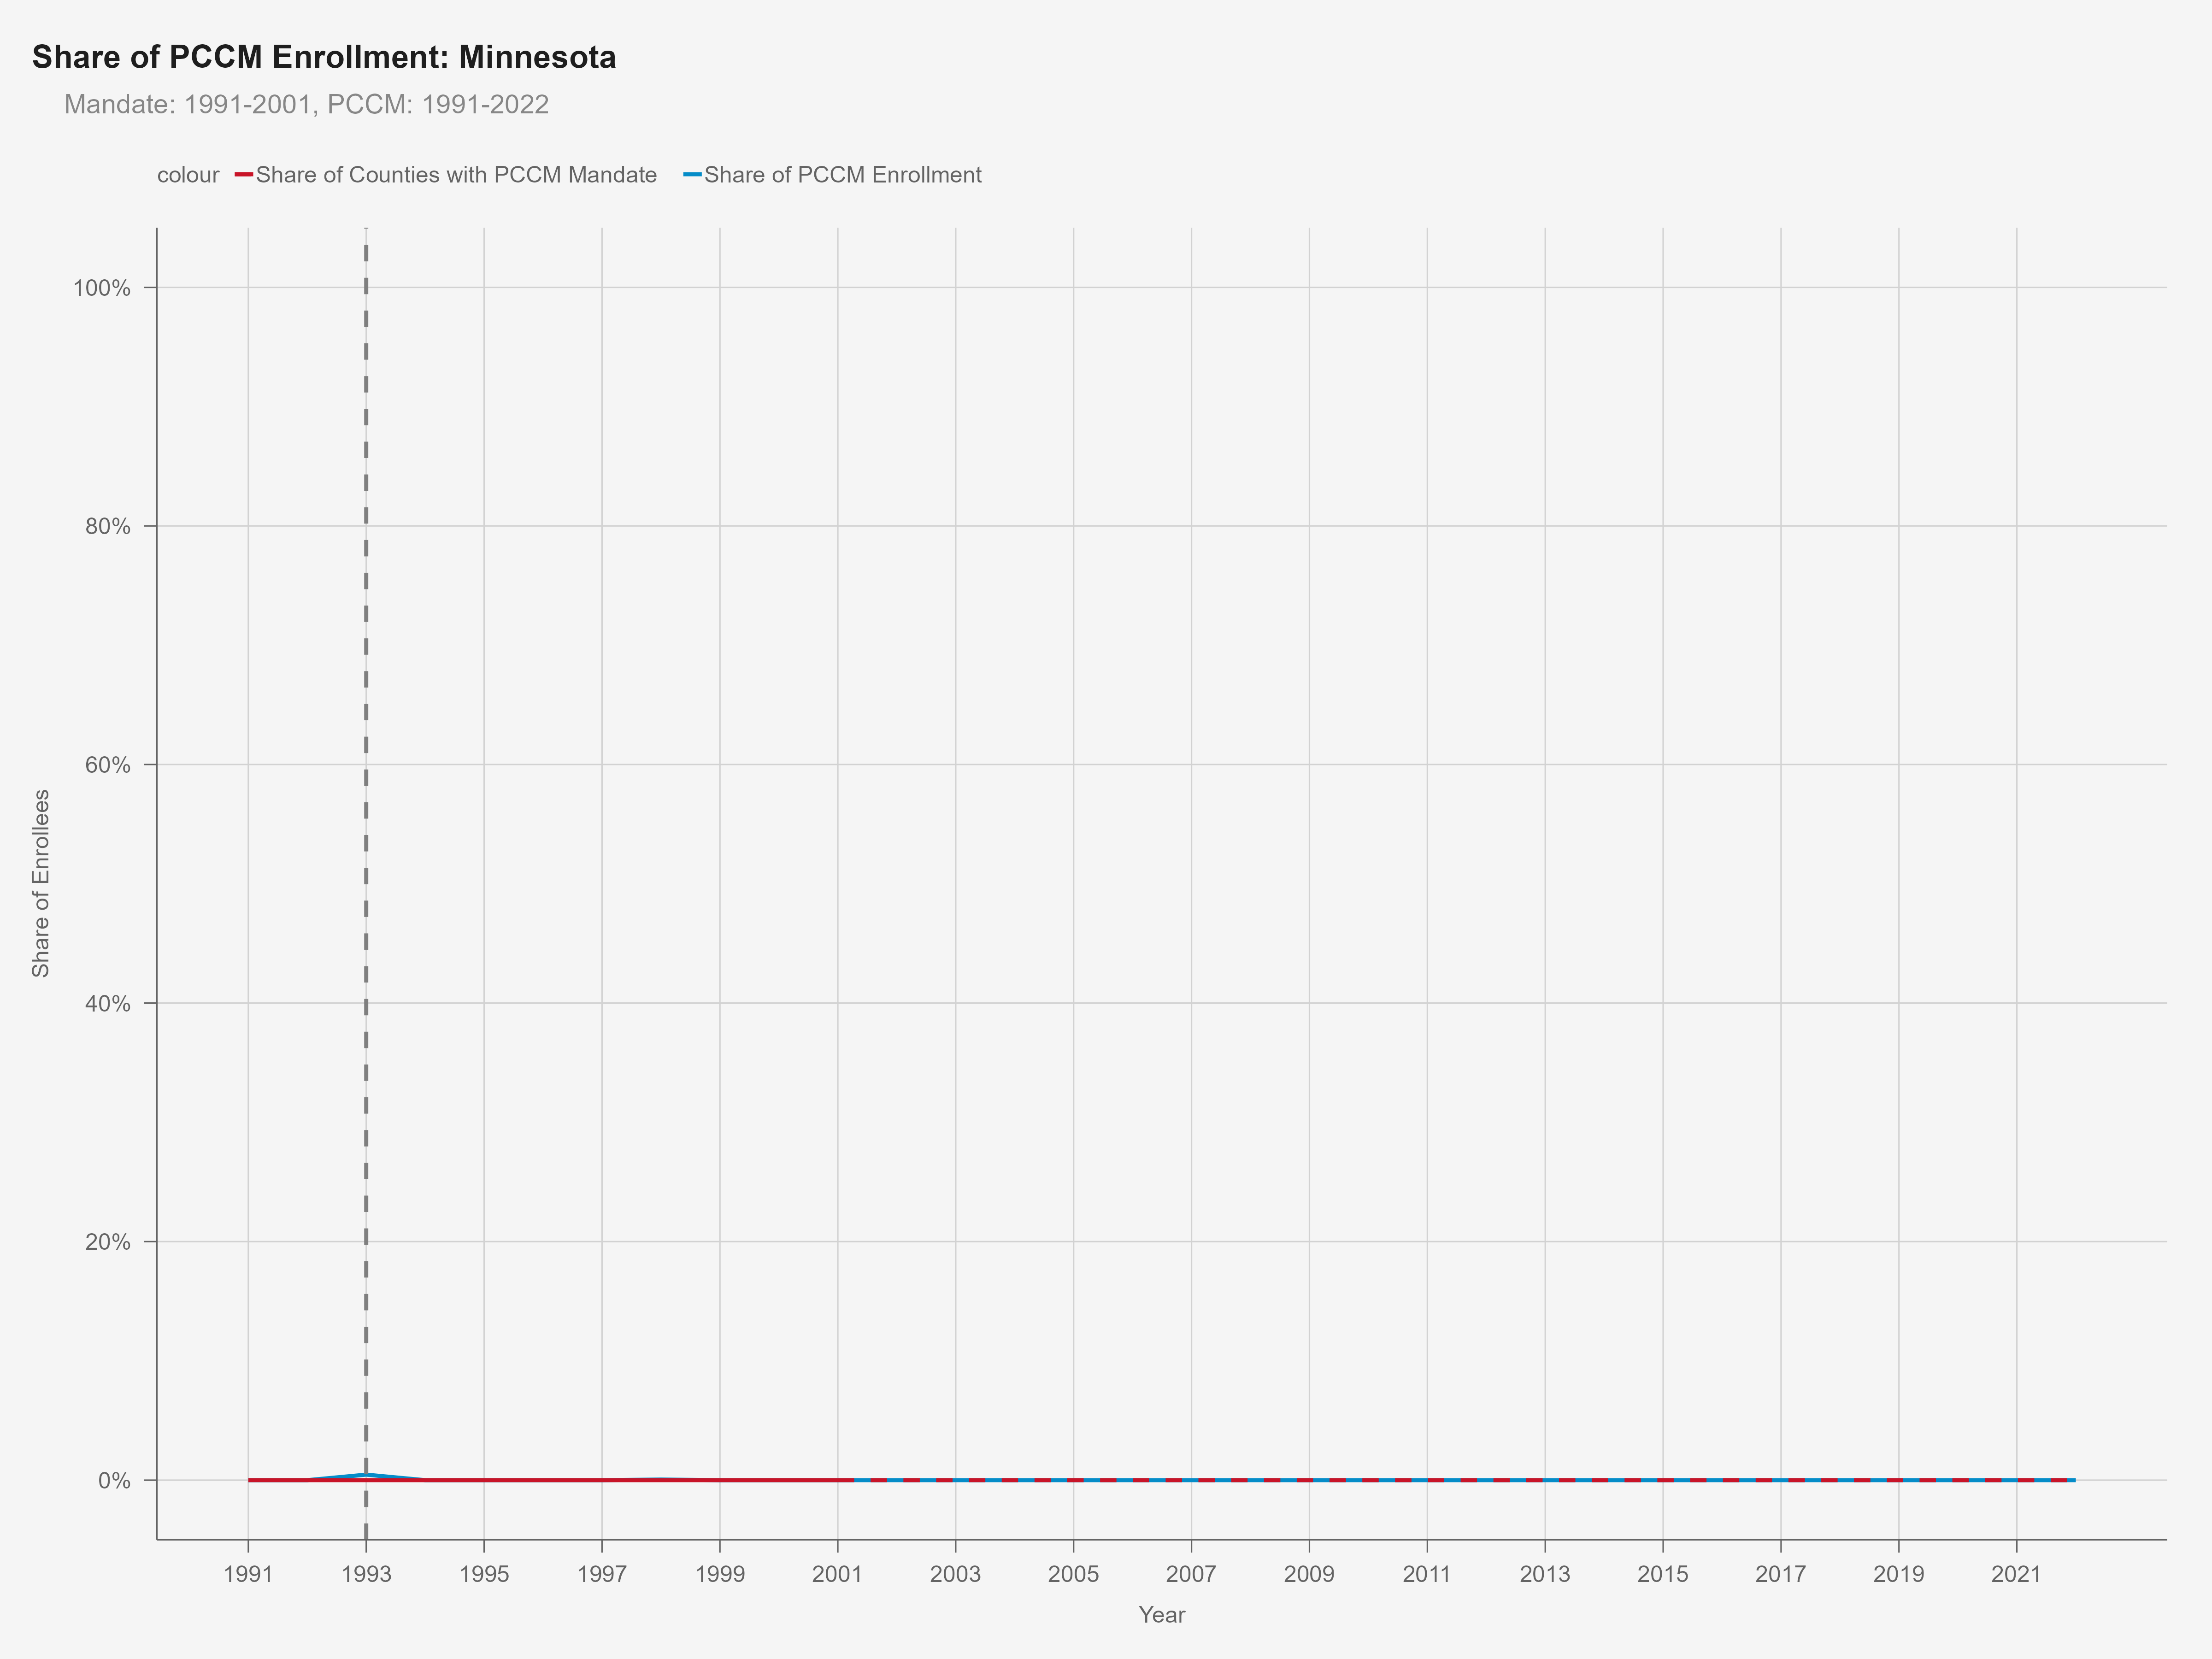 Share of PCCM Enrollment: Minnesota
Mandate: 1991-2001, PCCM: 1991-2022
colour Share of Counties with PCCM Mandate Share of PCCM Enrollment
100%
80%
60%
40%
20%
0%
Share of Enrollees
1991 1993 1995 1997 1999 2001 2003 2005 2007 2009 2011 2013 2015 2017 2019 2021
Year